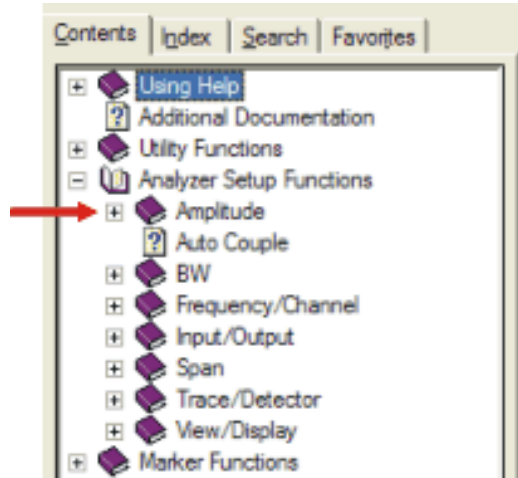 Contents Index Search Favorites
Using Help
Additional Documentation
Utility Functions
Analyzer Setup Functions
Amplitude
Auto Couple
BW
Frequency/Channel
Input/Output
Span
Trace/Detector
View/Display
Marker Functions